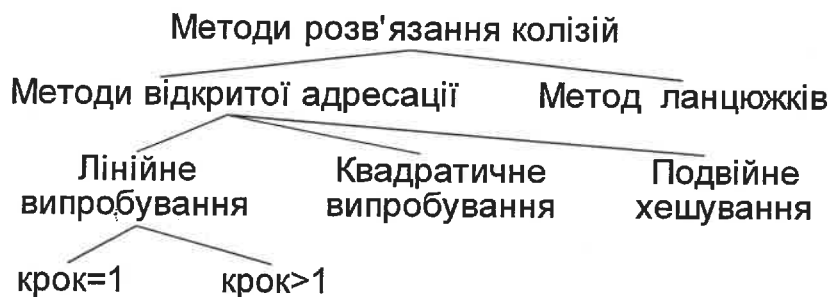 Методи розв'язання колізій
Методи відкритої адресації Метод ланцюжків
Лінійне Квадратичне Подвійне
випробування випробування хешування
крок=1 крок>1